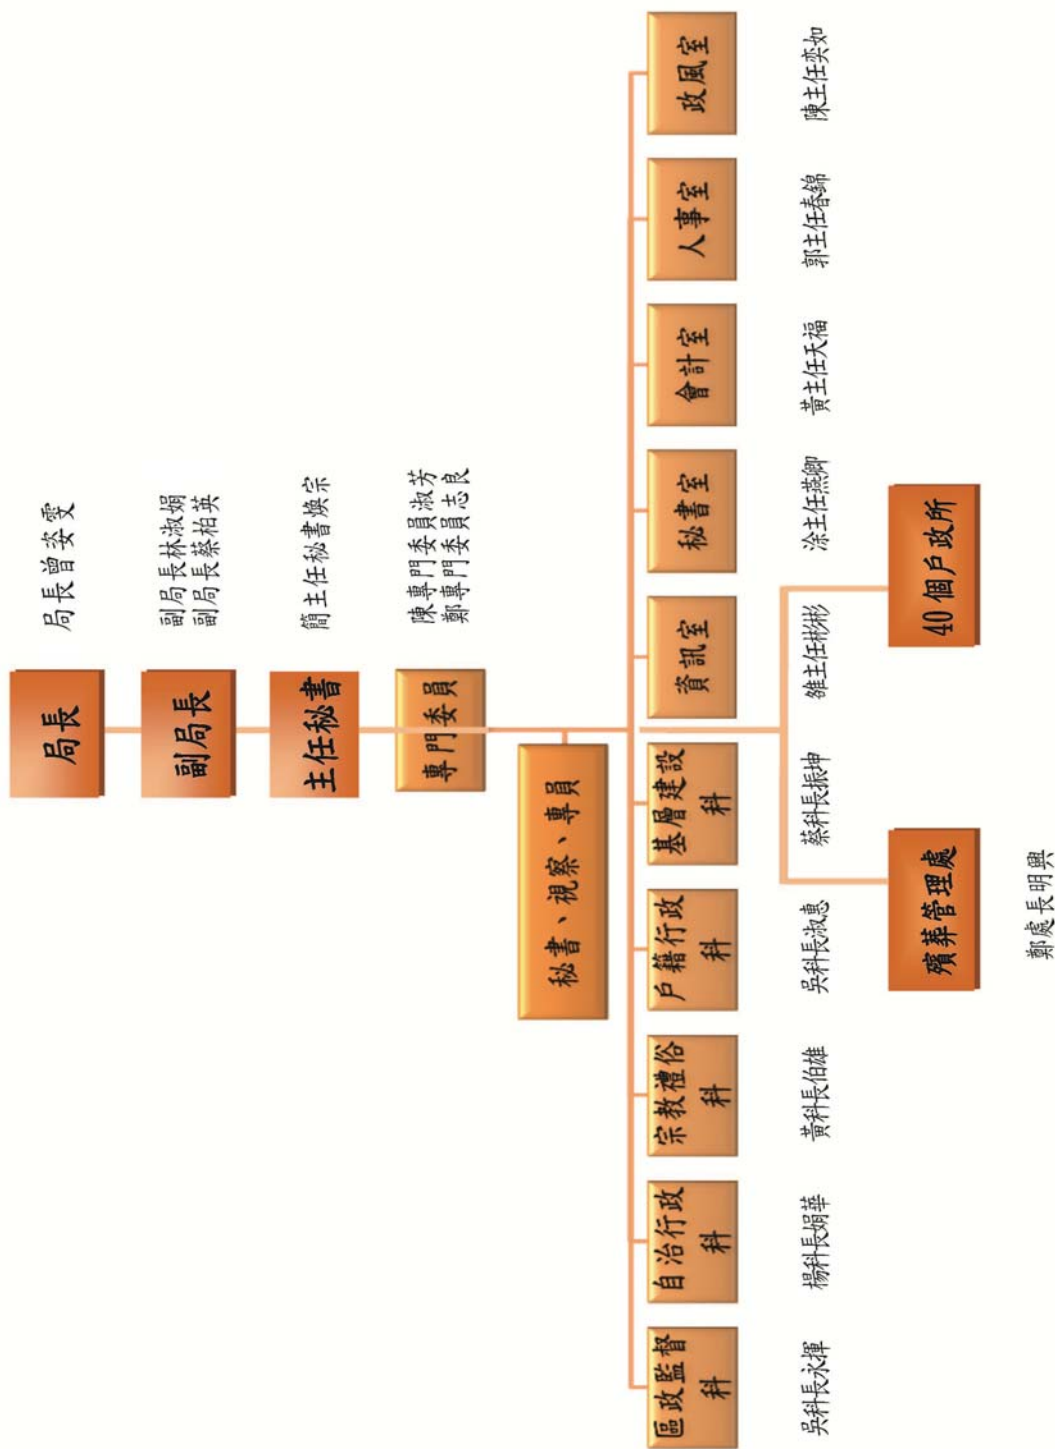 局長
局長曾姿雯
副局長
副局長林淑娟
副局長蔡柏英
主任秘書
簡主任秘書煥宗
專門委員
陳專門委員淑芳
鄭專門委員志良
秘書、視察、專員
區政監督
科
自治行政
科
宗教禮俗
科
戶籍行政
科
基層建設
科
資訊室
秘書室
會計室
人事室
政風室
吳科長永揮
楊科長娟華
黃科長伯雄
吳科長淑惠
蔡科長振坤
雒主任彬彬
涂主任燕卿
黃主任天福
郭主任春錦
陳主任奕如
殯葬管理處
40個戶政所
鄭處長明興